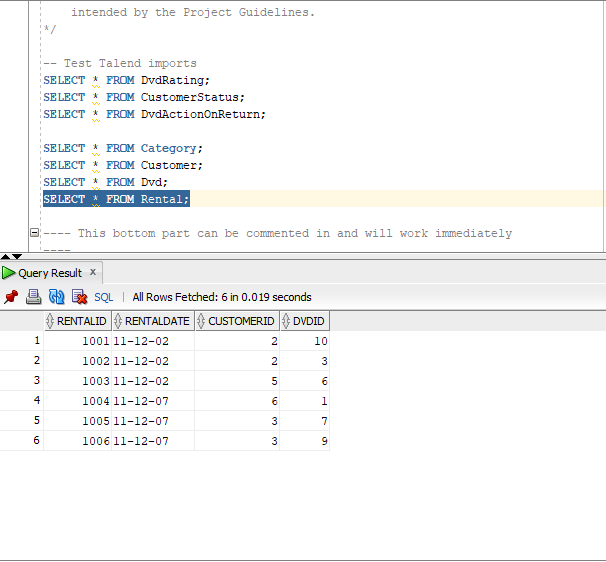 intended by the Project Guidelines.
*/
-- Test Talend imports
SELECT * FROM DvdRating;
SELECT * FROM CustomerStatus;
SELECT * FROM DvdActionOnReturn;
SELECT * FROM Category;
SELECT * FROM Customer;
SELECT * FROM Dvd;
SELECT * FROM Rental;
---- This bottom part can be commented in and will work immediately
----
Query Result x
SQL | All Rows Fetched: 6 in 0.019 seconds
RENTALID RENTALDATE CUSTOMERID DVDID
1 1001 11-12-02 2 10
2 1002 11-12-02 2 3
3 1003 11-12-02 5 6
4 1004 11-12-07 6 1
5 1005 11-12-07 3 7
6 1006 11-12-07 3 9